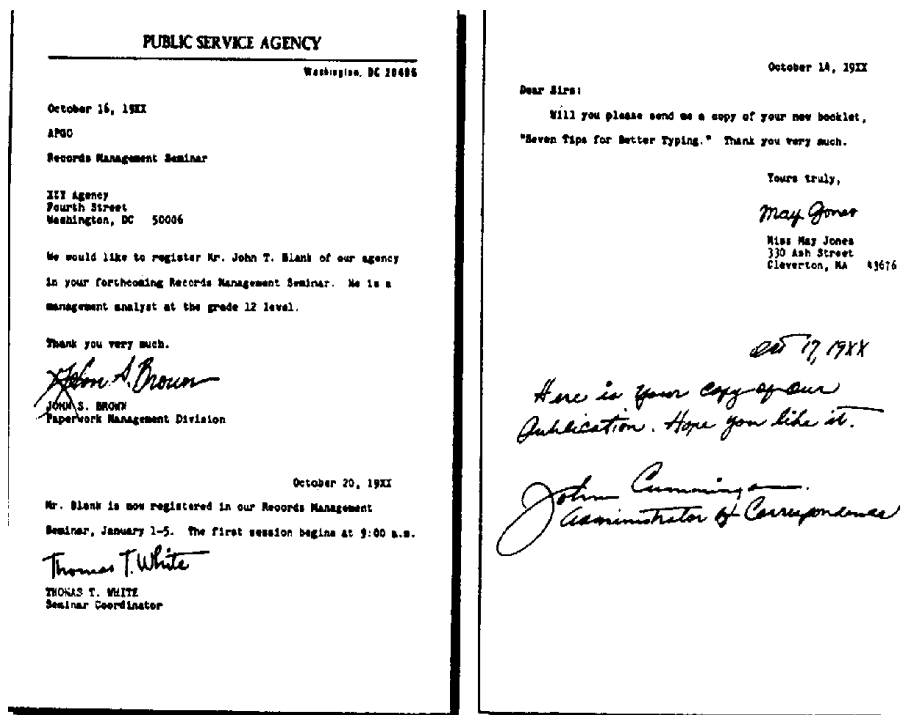 PUBLIC SERVICE AGENCY
Washington, DC 20406
October 16, 19XX
APGO
Records Management Seminar
XYZ Agency
Fourth Street
Washington, DC 50006
We would like to register Mr. John T. Blank of our agency
in your forthcoming Records Management Seminar. He is a
management analyst at the grade 12 level.
Thank you very much.
John S. Brown
JOHN S. BROWN
Paperwork Management Division
October 20, 19XX
Mr. Blank is now registered in our Records Management
Seminar, January 1-5. The first session begins at 9:00 a.m.
Thomas T. White
THOMAS T. WHITE
Seminar Coordinator
October 14, 19XX
Dear Sirs:
Will you please send me a copy of your new booklet,
"Seven Tips for Better Typing." Thank you very much.
Yours truly,
May Jones
Miss May Jones
330 Ash Street
Cleverton, MA 43676
Oct 17, 19XX
Here is your copy of our
publication. Hope you like it.
John Cummings
Administrator of Correspondence